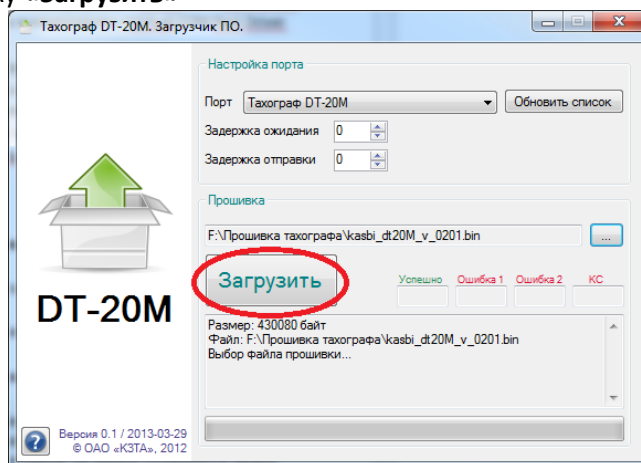 «Загрузить»
Тахограф DT-20M. Загрузчик ПО.
Настройка порта
Порт Тахограф DT-20M Обновить список
Задержка ожидания 0
Задержка отправки 0
Прошивка
F:\Прошивка тахографа\kasbi_dt20M_v_0201.bin ...
Загрузить
Успешно Ошибка 1 Ошибка 2 КС
DT-20M
Размер: 430080 байт
Файл: F:\Прошивка тахографа\kasbi_dt20M_v_0201.bin
Выбор файла прошивки...
Версия 0.1 / 2013-03-29
© ОАО «КЗТА», 2012